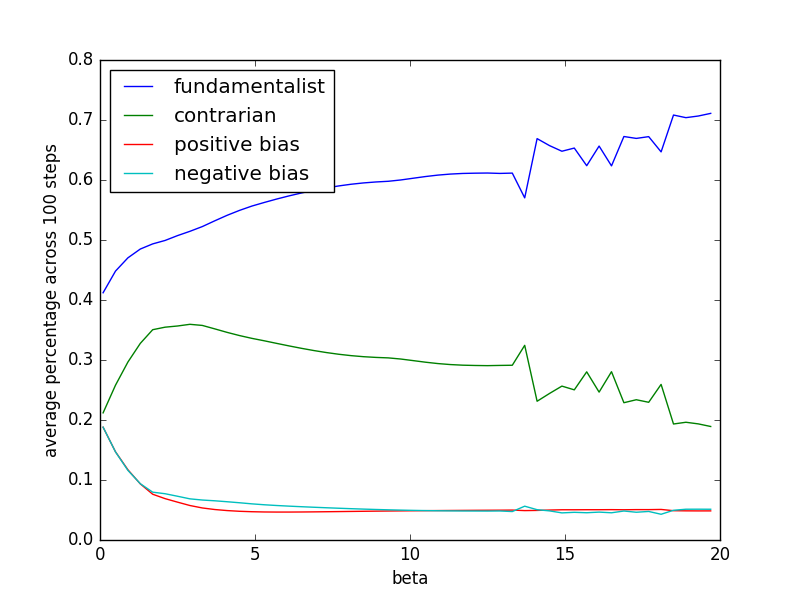 0.8
0.7
0.6
0.5
0.4
0.3
0.2
0.1
0.0
average percentage across 100 steps
fundamentalist
contrarian
positive bias
negative bias
0
5
10
15
20
beta